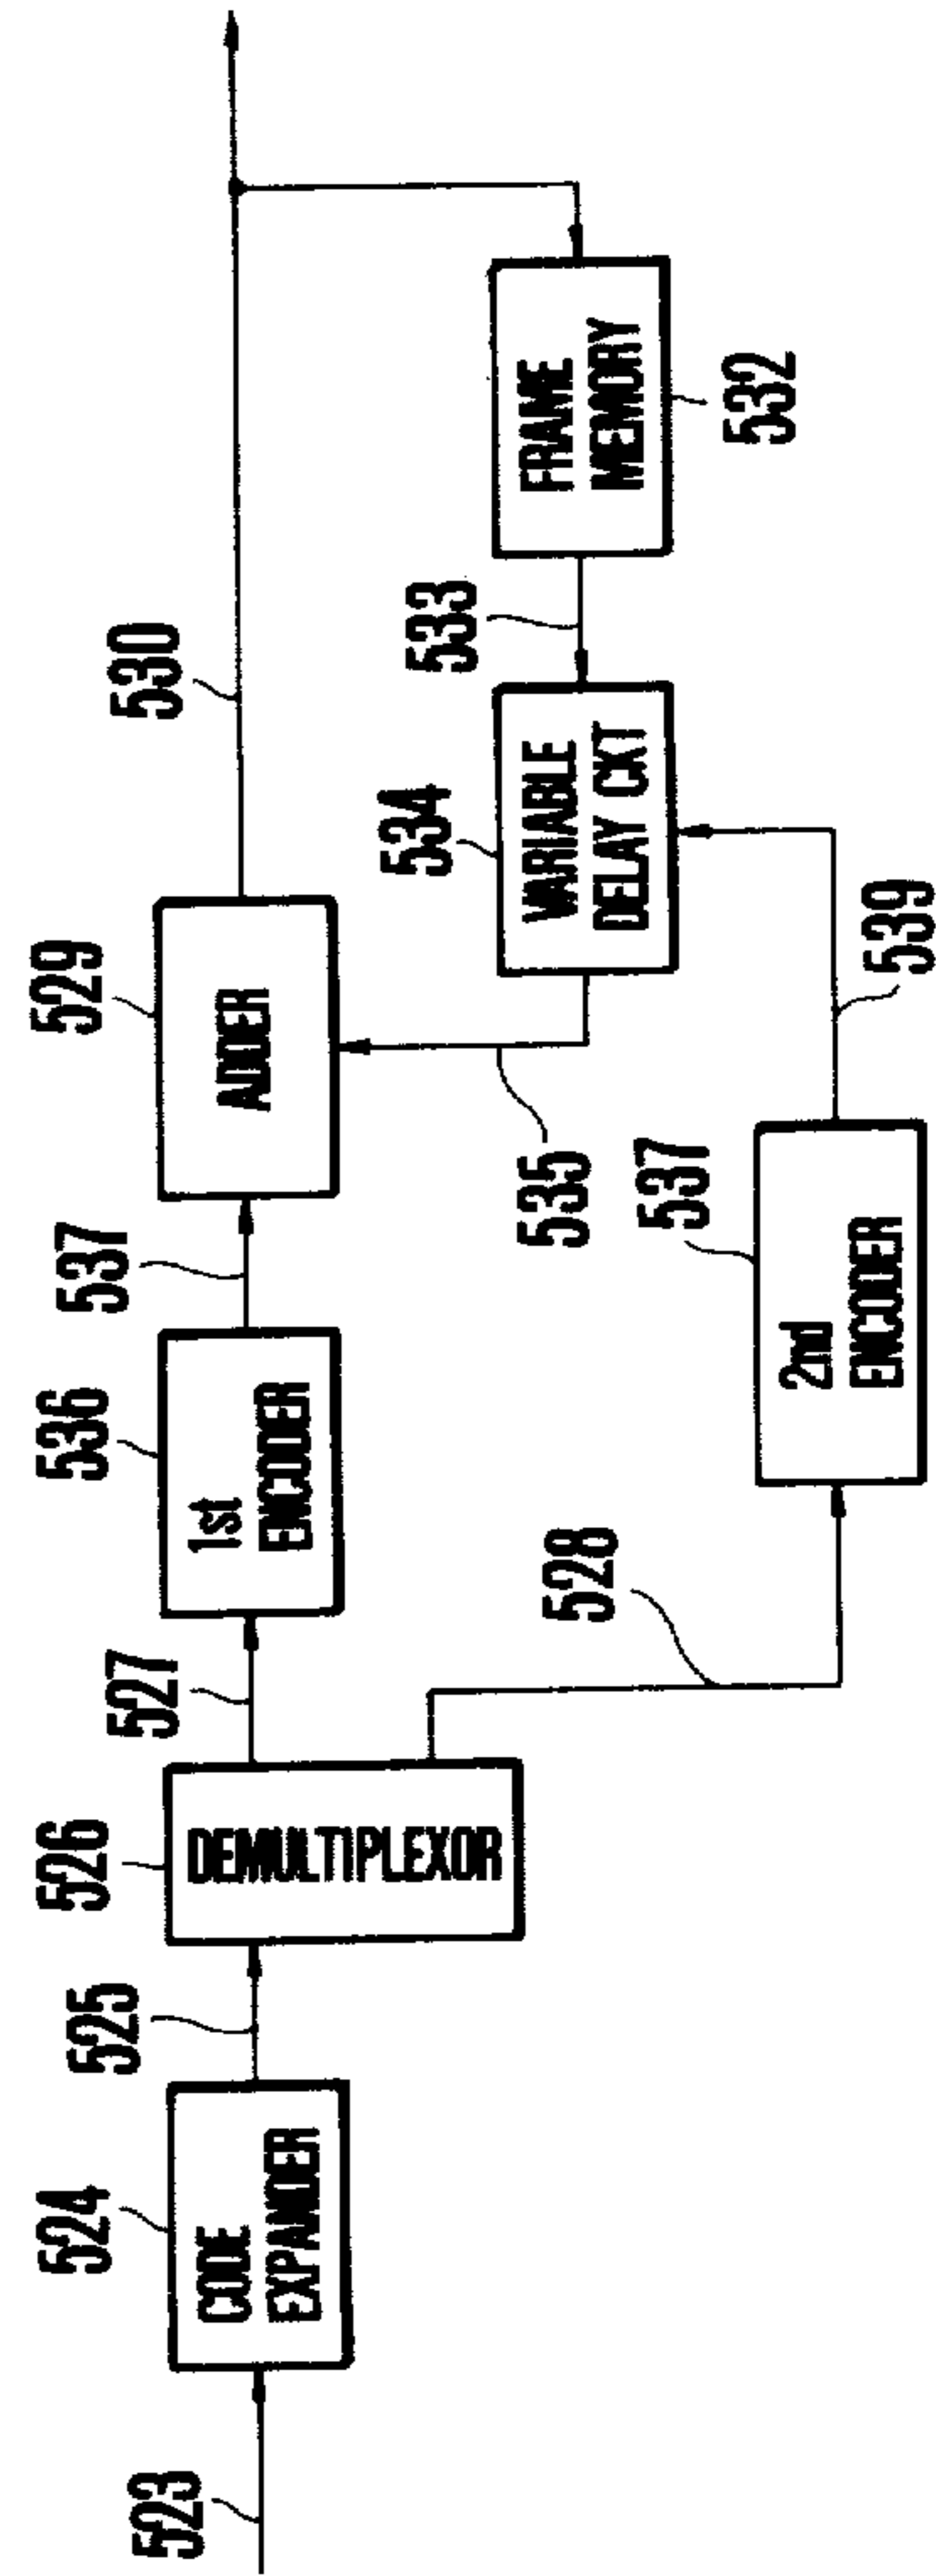 523
524
CODE
EXPANDER
525
526
DEMULTIPLEXOR
527
536
1st
ENCODER
537
529
ADDER
530
528
537
2nd
ENCODER
539
535
534
VARIABLE
DELAY CKT
533
FRAME
MEMORY
532